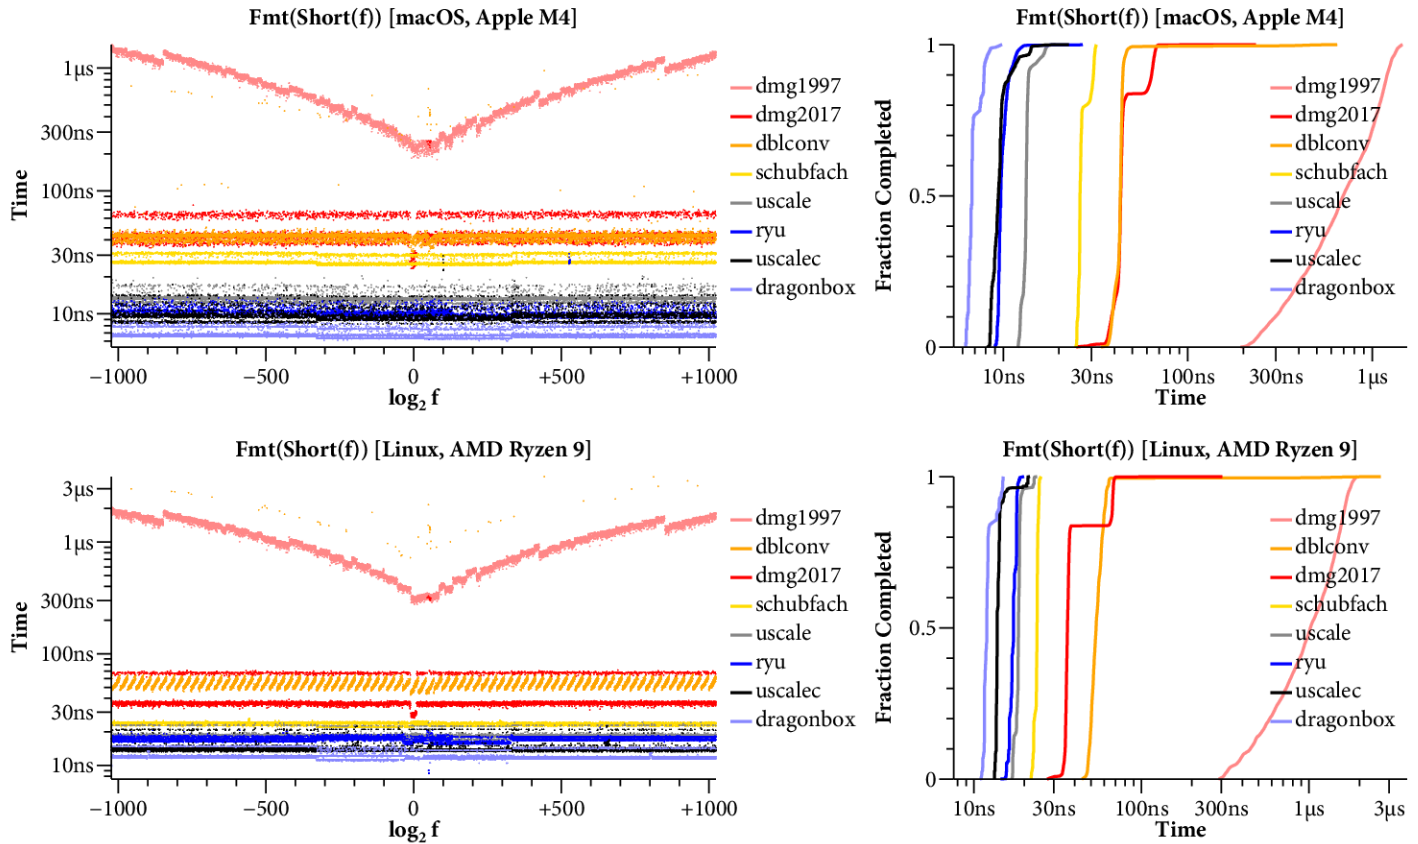 Fmt(Short(f)) [macOS, Apple M4]
Time
1μs
300ns
100ns
30ns
10ns
−1000
−500
0
+500
+1000
log2 f
dmg1997
dmg2017
dblconv
schubfach
uscale
ryu
uscalec
dragonbox
Fmt(Short(f)) [macOS, Apple M4]
Fraction Completed
1
0.5
0
10ns
30ns
100ns
300ns
1μs
Time
dmg1997
dmg2017
dblconv
schubfach
uscale
ryu
uscalec
dragonbox
Fmt(Short(f)) [Linux, AMD Ryzen 9]
Time
3μs
1μs
300ns
100ns
30ns
10ns
−1000
−500
0
+500
+1000
log2 f
dmg1997
dblconv
dmg2017
schubfach
uscale
ryu
uscalec
dragonbox
Fmt(Short(f)) [Linux, AMD Ryzen 9]
Fraction Completed
1
0.5
0
10ns
30ns
100ns
300ns
1μs
3μs
Time
dmg1997
dblconv
dmg2017
schubfach
uscale
ryu
uscalec
dragonbox